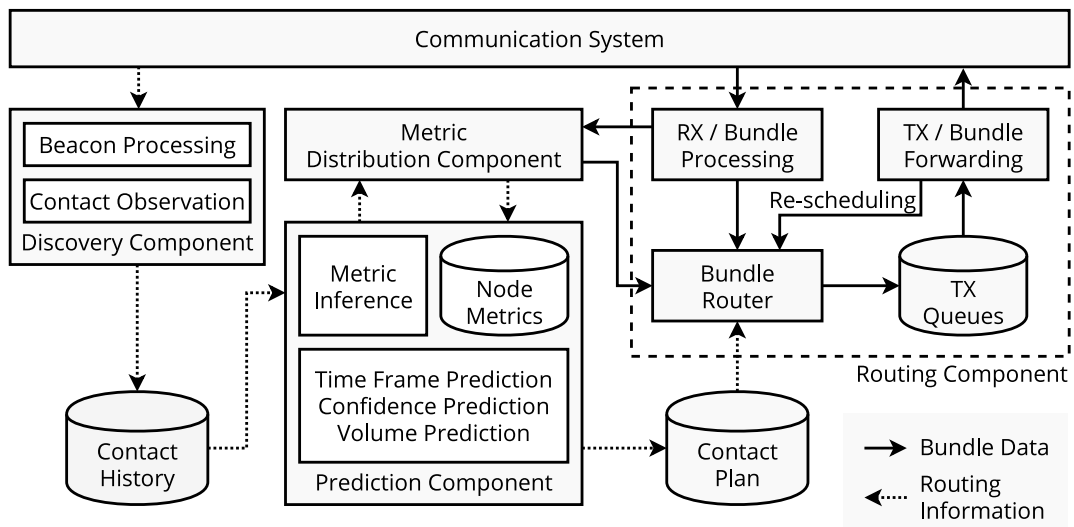 Communication System
Beacon Processing
Contact Observation
Discovery Component
Metric
Distribution Component
RX / Bundle
Processing
TX / Bundle
Forwarding
Re-scheduling
Metric
Inference
Node
Metrics
Bundle
Router
TX
Queues
Routing Component
Time Frame Prediction
Confidence Prediction
Volume Prediction
Prediction Component
Contact
History
Contact
Plan
Bundle Data
Routing
Information